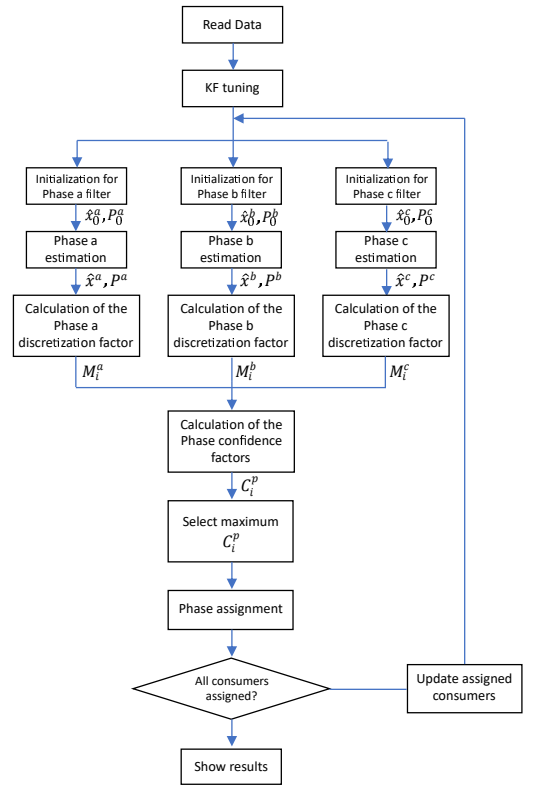 Read Data
KF tuning
Initialization for
Phase a filter
Initialization for
Phase b filter
Initialization for
Phase c filter
x̂₀ᵃ,P₀ᵃ
x̂₀ᵇ,P₀ᵇ
x̂₀ᶜ,P₀ᶜ
Phase a
estimation
Phase b
estimation
Phase c
estimation
x̂ᵃ,Pᵃ
x̂ᵇ,Pᵇ
x̂ᶜ,Pᶜ
Calculation of the
Phase a
discretization factor
Calculation of the
Phase b
discretization factor
Calculation of the
Phase c
discretization factor
Mᵢᵃ
Mᵢᵇ
Mᵢᶜ
Calculation of the
Phase confidence
factors
Cᵢᵖ
Select maximum
Cᵢᵖ
Phase assignment
All consumers
assigned?
Update assigned
consumers
Show results